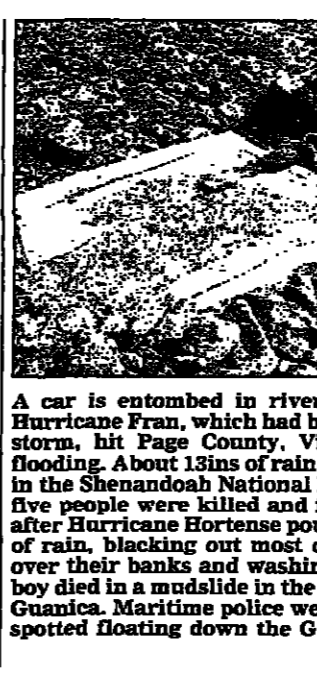 A car is entombed in river
Hurricane Fran, which had b
storm, hit Page County, Vi
flooding. About 13ins of rain
in the Shenandoah National
five people were killed and
after Hurricane Hortense pou
of rain, blacking out most o
over their banks and washin
boy died in a mudslide in the
Guanica. Maritime police we
spotted floating down the G